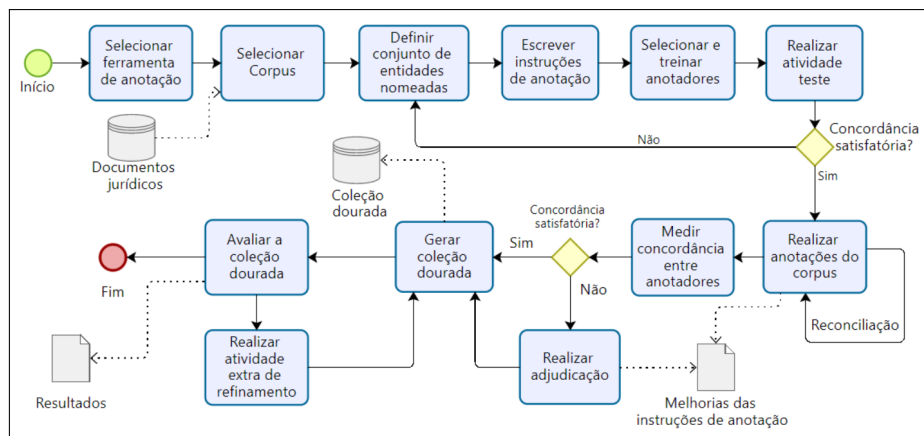 Início
Selecionar
ferramenta
de anotação
Selecionar
Corpus
Definir
conjunto de
entidades
nomeadas
Escrever
instruções
de anotação
Selecionar e
treinar
anotadores
Realizar
atividade
teste
Documentos
jurídicos
Não
Concordância
satisfatória?
Sim
Coleção
dourada
Fim
Avaliar a
coleção
dourada
Gerar
coleção
dourada
Sim
Concordância
satisfatória?
Não
Medir
concordância
entre
anotadores
Realizar
anotações do
corpus
Reconciliação
Resultados
Realizar
atividade
extra de
refinamento
Realizar
adjudicação
Melhorias das
instruções de anotação